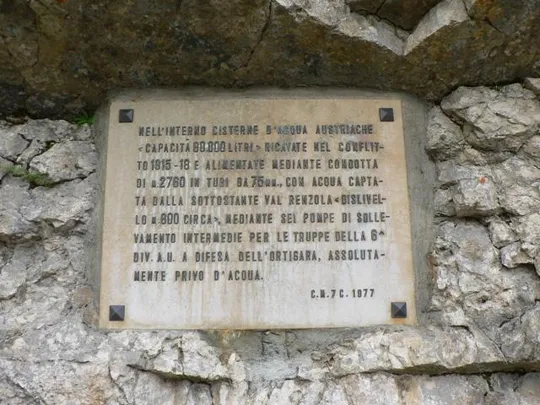 NELL'INTERNO CISTERNE D'ACQUA AUSTRIACHE
<CAPACITÀ 80.000 LITRI> RICAVATE NEL CONFLIT-
TO 1915-18 E ALIMENTATE MEDIANTE CONDOTTA
DI M.2760 IN TUBI DA 75MM., CON ACQUA CAPTA-
TA DALLA SOTTOSTANTE VAL RENZOLA <DISLIVEL-
LO M.800 CIRCA>, MEDIANTE SEI POMPE DI SOLLE-
VAMENTO INTERMEDIE PER LE TRUPPE DELLA 6^
DIV. A.U. A DIFESA DELL'ORTIGARA, ASSOLUTA-
MENTE PRIVO D'ACQUA.
C.M. 7 C. 1977